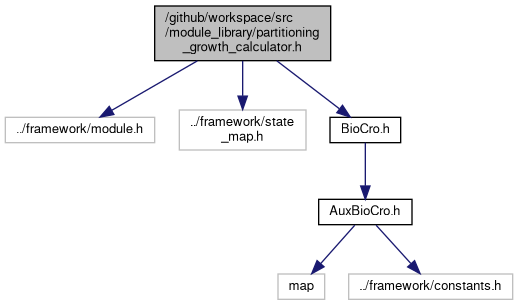 /github/workspace/src
/module_library/partitioning
_growth_calculator.h
../framework/module.h
../framework/state
_map.h
BioCro.h
AuxBioCro.h
map
../framework/constants.h